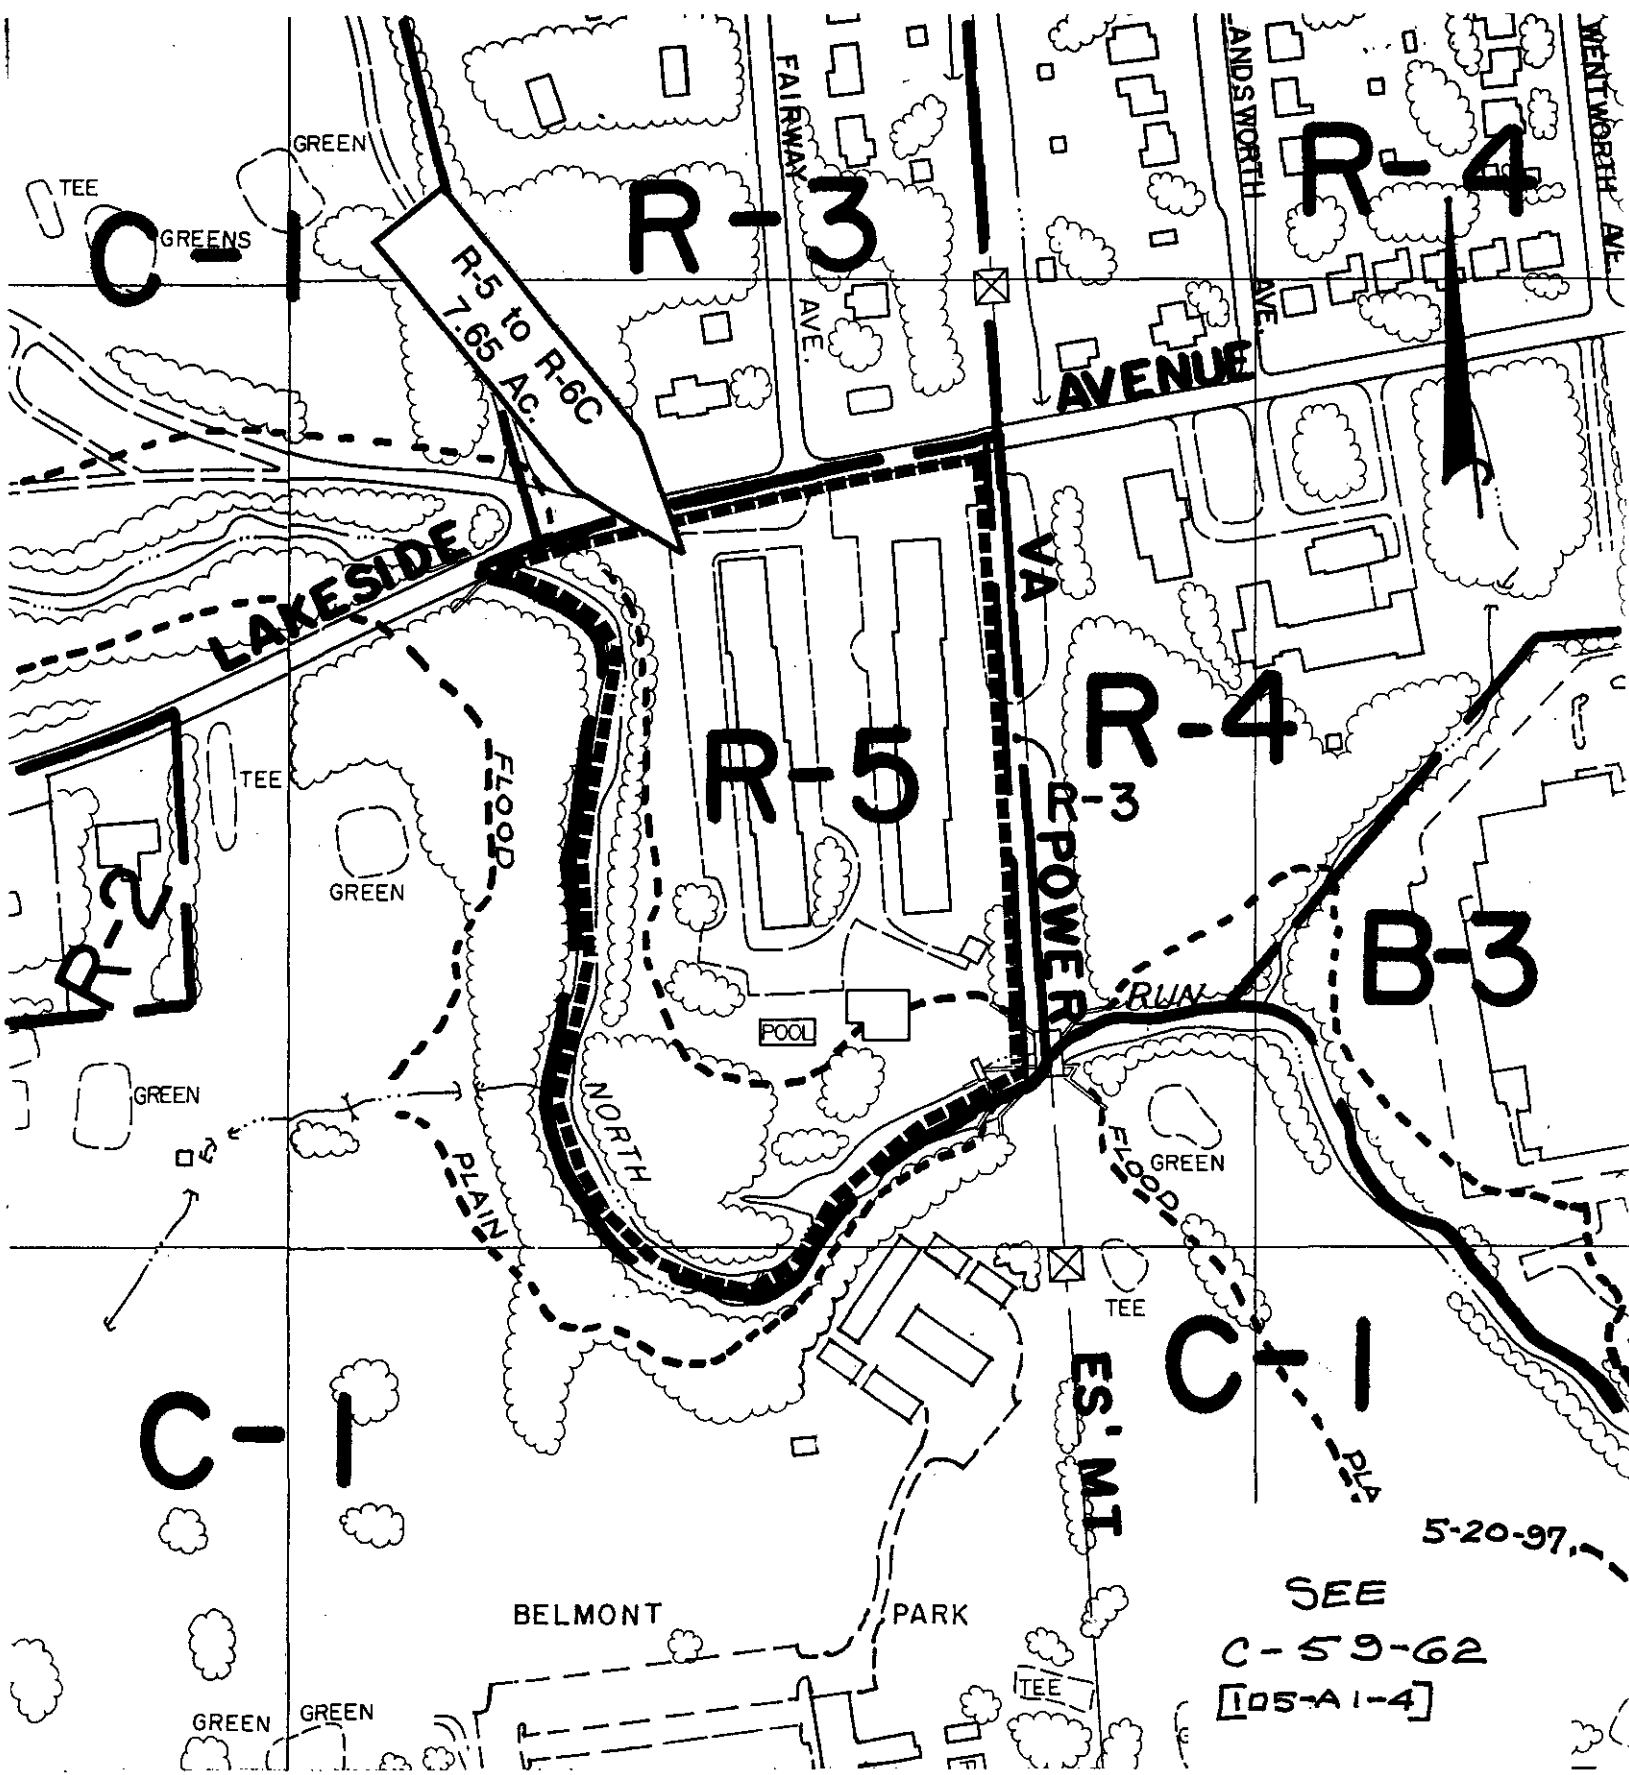 FAIRWAY
AVE.
ANDSWORTH
AVE.
WENTWORTH AVE.
GREEN
TEE
GREENS
C-1
R-3
R-4
R-5 to R-6C
7.65 Ac.
LAKESIDE
AVENUE
VA
POWER
ES'MT
R-5
R-4
R-3
B-3
R-2
TEE
GREEN
FLOOD
PLAIN
POOL
NORTH
RUN
GREEN
FLOOD
PLA
GREEN
TEE
C-1
C-1
BELMONT PARK
TEE
GREEN
GREEN
5-20-97
SEE
C-59-62
[105-A1-4]